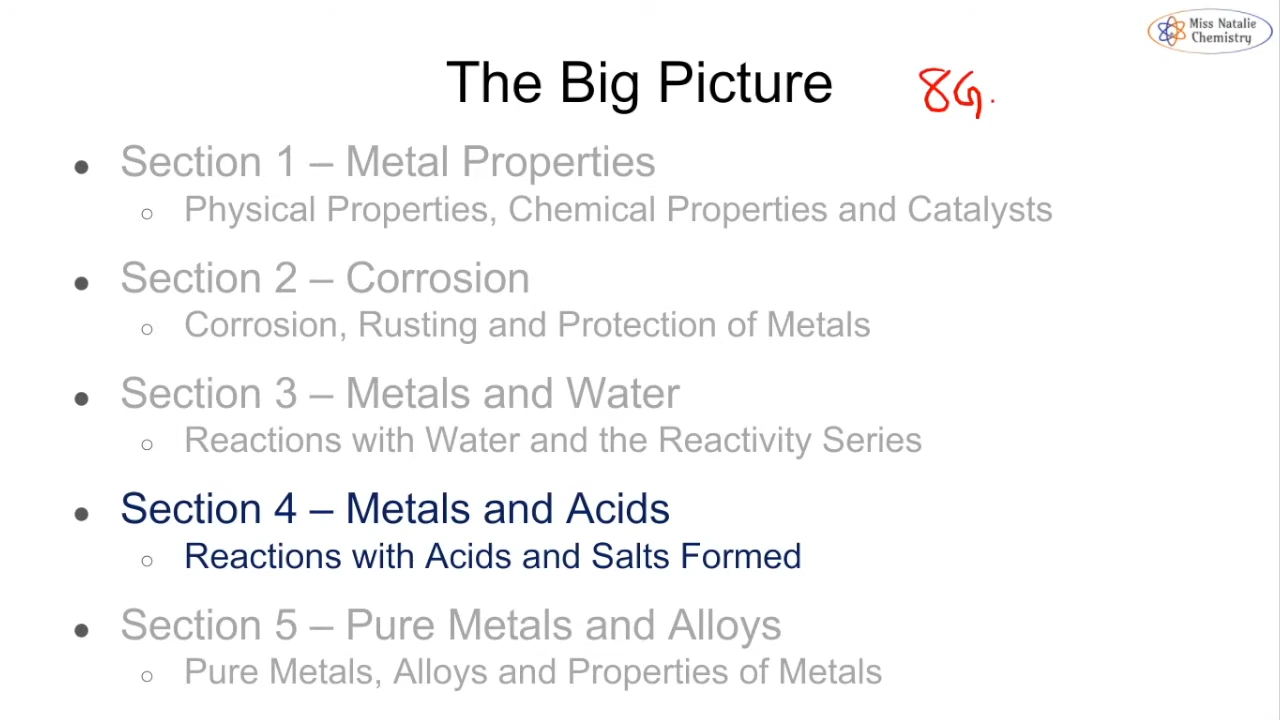 Miss Natalie
Chemistry
The Big Picture 8G.
● Section 1 – Metal Properties
○ Physical Properties, Chemical Properties and Catalysts
● Section 2 – Corrosion
○ Corrosion, Rusting and Protection of Metals
● Section 3 – Metals and Water
○ Reactions with Water and the Reactivity Series
● Section 4 – Metals and Acids
○ Reactions with Acids and Salts Formed
● Section 5 – Pure Metals and Alloys
○ Pure Metals, Alloys and Properties of Metals